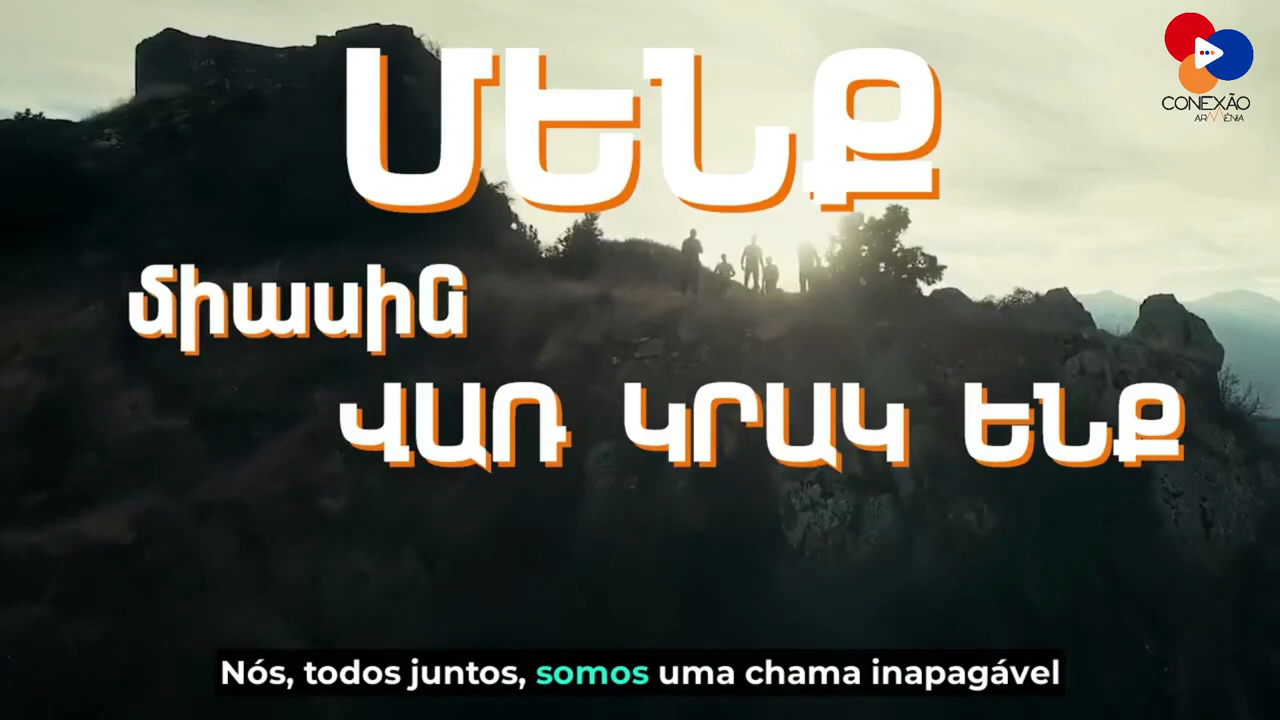 ՄԵՆՔ
միասին
ՎԱՌ ԿՐԱԿ ԵՆՔ
CONEXÃO
ARMÊNIA
Nós, todos juntos, somos uma chama inapagável